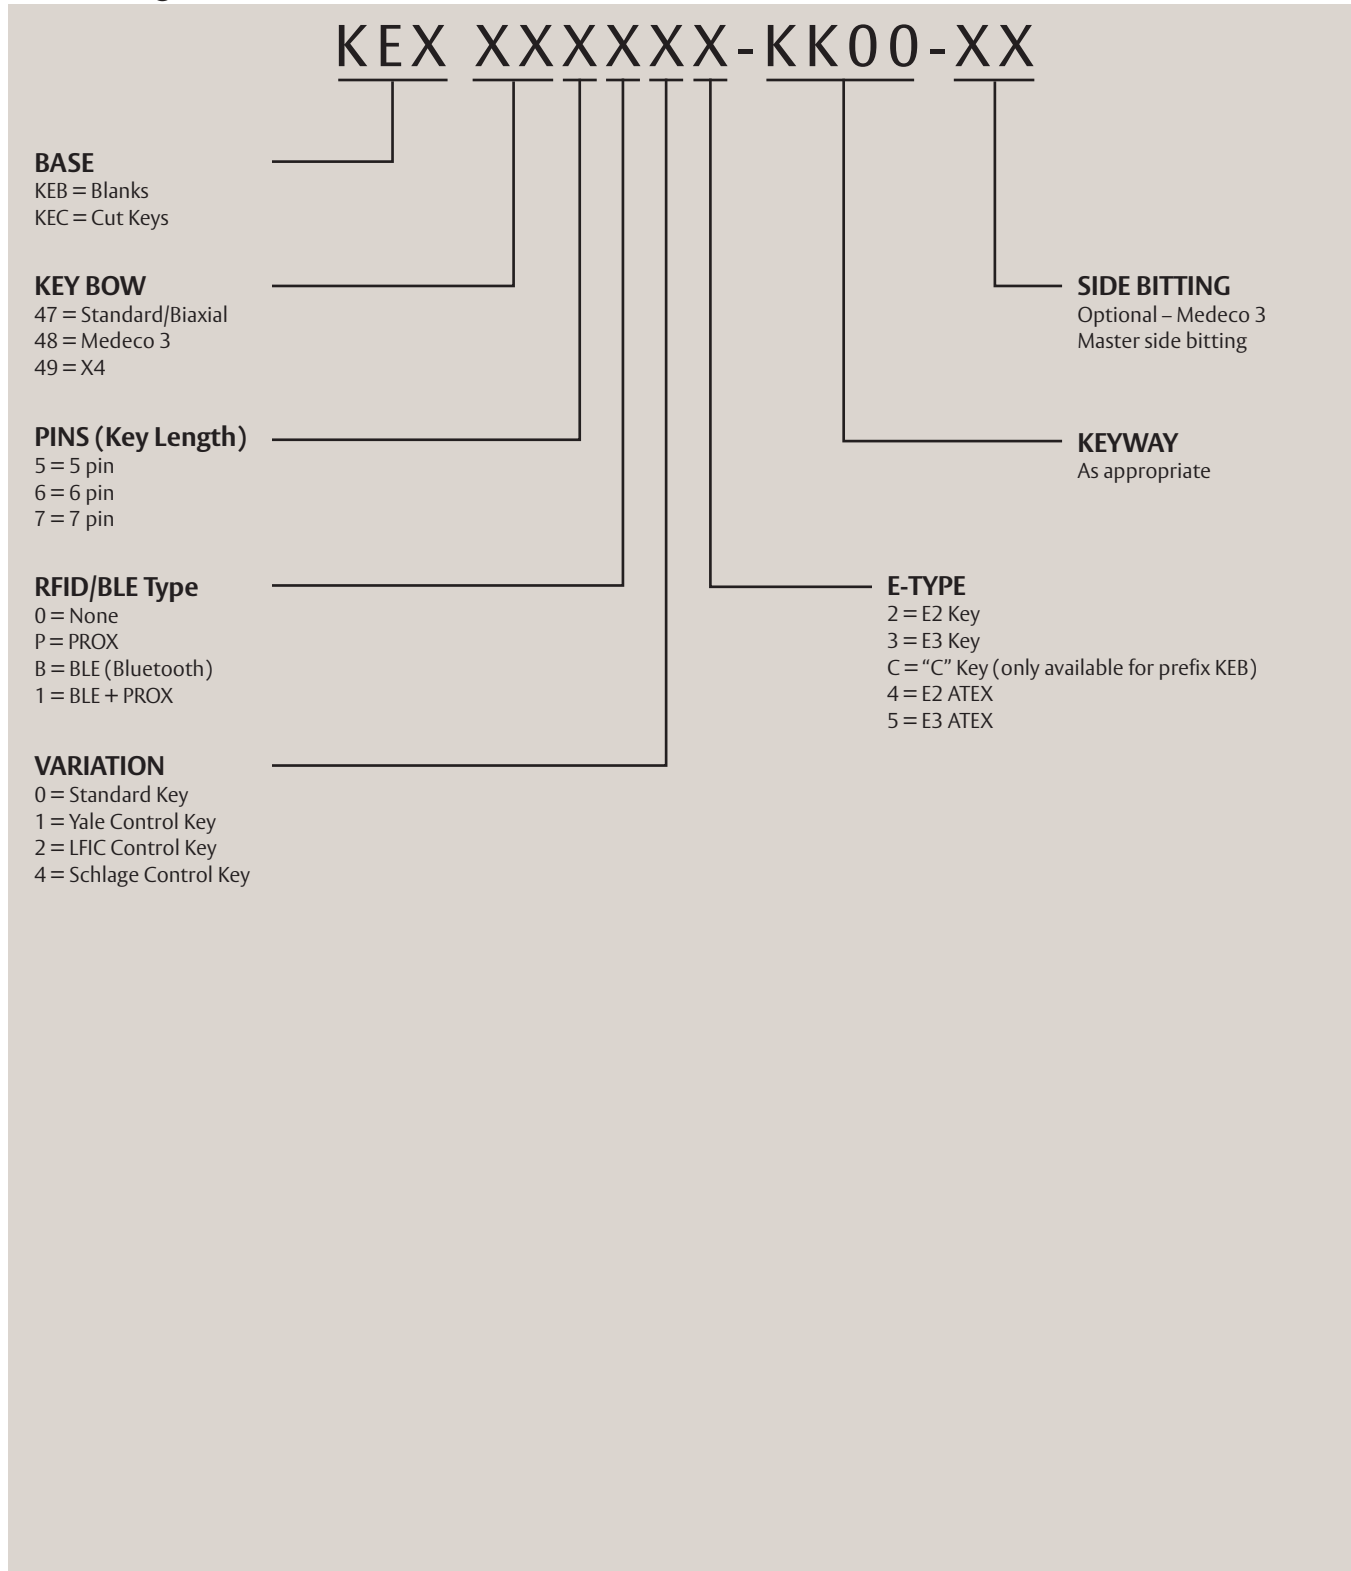 KEX XXXXXX-KK00-XX
BASE
KEB = Blanks
KEC = Cut Keys
KEY BOW
47 = Standard/Biaxial
48 = Medeco 3
49 = X4
PINS (Key Length)
5 = 5 pin
6 = 6 pin
7 = 7 pin
RFID/BLE Type
0 = None
P = PROX
B = BLE (Bluetooth)
1 = BLE + PROX
VARIATION
0 = Standard Key
1 = Yale Control Key
2 = LFIC Control Key
4 = Schlage Control Key
SIDE BITTING
Optional – Medeco 3
Master side bitting
KEYWAY
As appropriate
E-TYPE
2 = E2 Key
3 = E3 Key
C = “C” Key (only available for prefix KEB)
4 = E2 ATEX
5 = E3 ATEX